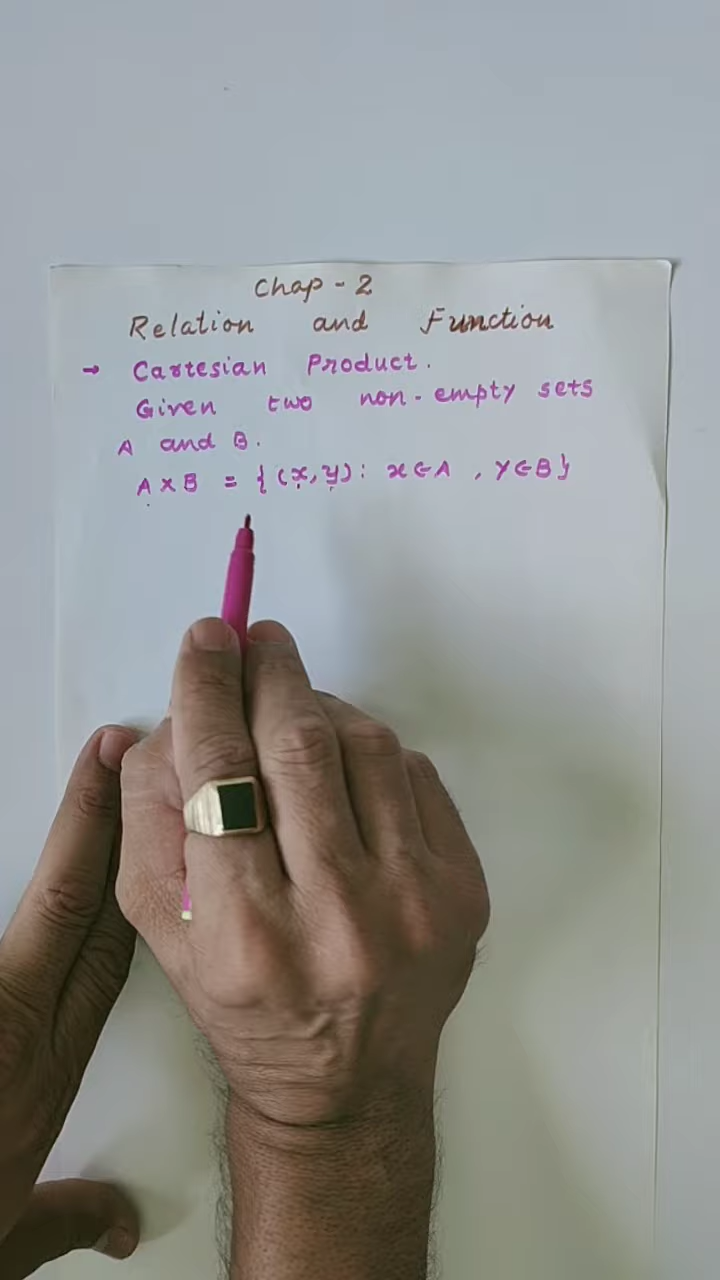 Chap - 2
Relation and Function
→ Cartesian Product.
Given two non-empty sets
A and B.
A × B = { (x, y) : x ∈ A , Y ∈ B }